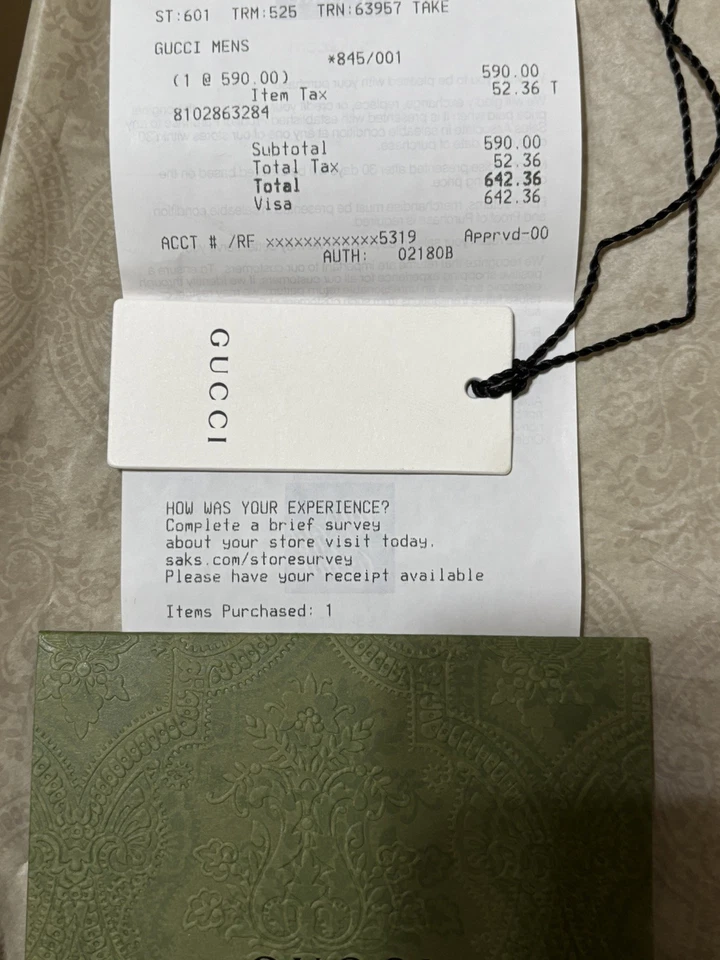 ST:601 TRM:525 TRN:63957 TAKE
GUCCI MENS
*845/001
(1 @ 590.00) 590.00
Item Tax 52.36 T
8102863284
Subtotal 590.00
Total Tax 52.36
Total 642.36
Visa 642.36
ACCT # /RF xxxxxxxxxxxx5319 Apprvd-00
AUTH: 02180B
GUCCI
HOW WAS YOUR EXPERIENCE?
Complete a brief survey
about your store visit today.
saks.com/storesurvey
Please have your receipt available
Items Purchased: 1